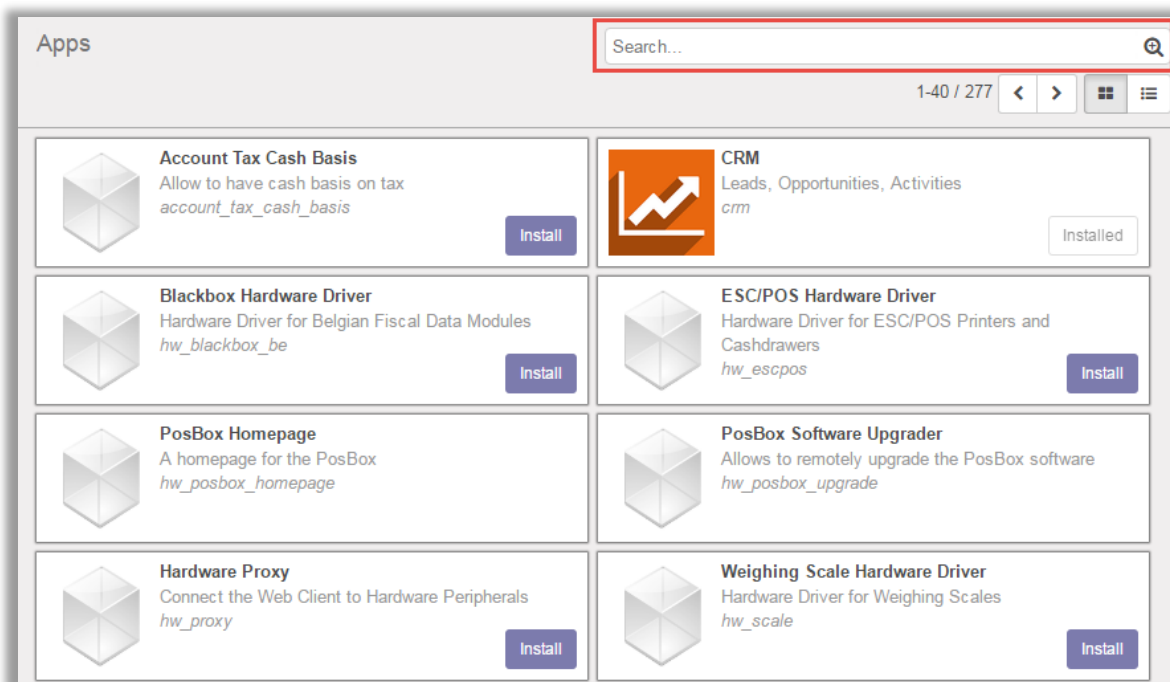 Apps
Search...
1-40 / 277
Account Tax Cash Basis
Allow to have cash basis on tax
account_tax_cash_basis
Install
CRM
Leads, Opportunities, Activities
crm
Installed
Blackbox Hardware Driver
Hardware Driver for Belgian Fiscal Data Modules
hw_blackbox_be
Install
ESC/POS Hardware Driver
Hardware Driver for ESC/POS Printers and
Cashdrawers
hw_escpos
Install
PosBox Homepage
A homepage for the PosBox
hw_posbox_homepage
PosBox Software Upgrader
Allows to remotely upgrade the PosBox software
hw_posbox_upgrade
Hardware Proxy
Connect the Web Client to Hardware Peripherals
hw_proxy
Install
Weighing Scale Hardware Driver
Hardware Driver for Weighing Scales
hw_scale
Install